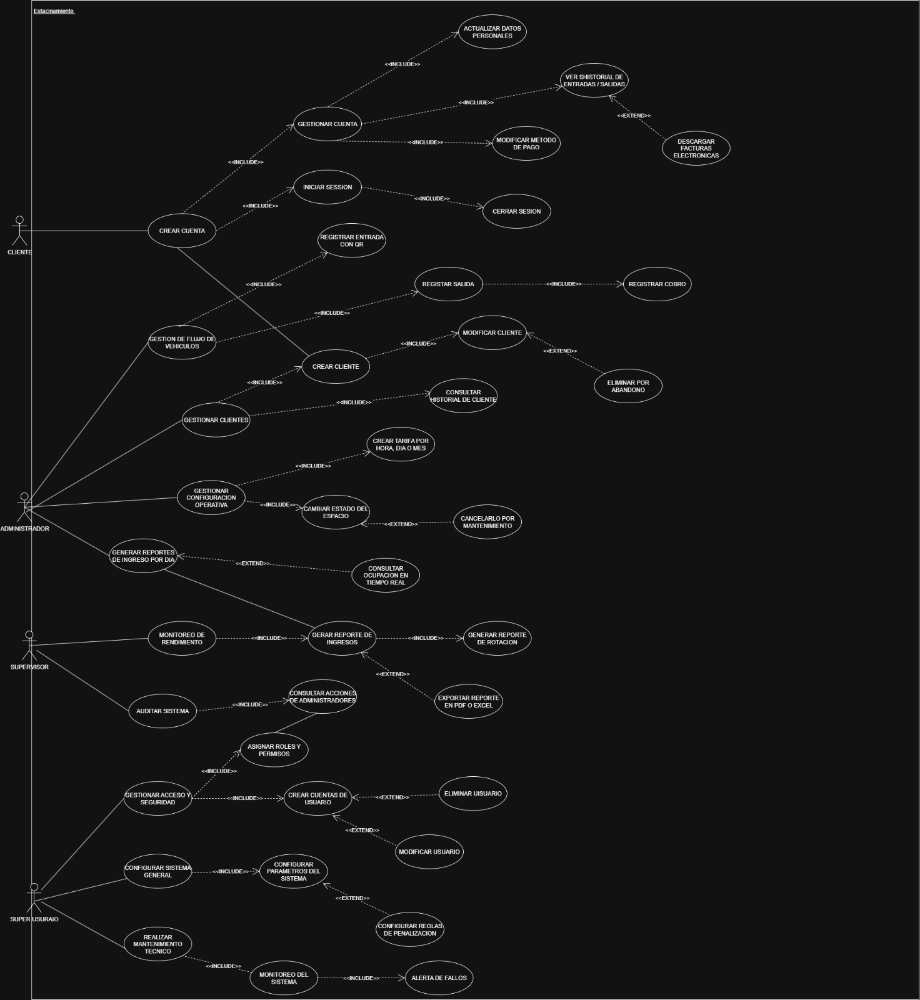 Estacinamiento
ACTUALIZAR DATOS
PERSONALES
<<INCLUDE>>
VER SHISTORIAL DE
ENTRADAS / SALIDAS
<<INCLUDE>>
<<EXTEND>>
GESTIONAR CUENTA
MODIFICAR METODO
DE PAGO
<<INCLUDE>>
DESCARGAR
FACTURAS
ELECTRONICAS
<<INCLUDE>>
INICIAR SESSION
<<INCLUDE>>
<<INCLUDE>>
CERRAR SESION
CREAR CUENTA
CLIENTE
REGISTRAR ENTRADA
CON QR
<<INCLUDE>>
REGISTAR SALIDA
<<INCLUDE>>
REGISTRAR COBRO
<<INCLUDE>>
GESTION DE FLUJO DE
VEHICULOS
MODIFICAR CLIENTE
<<INCLUDE>>
<<EXTEND>>
CREAR CLIENTE
<<INCLUDE>>
ELIMINAR POR
ABANDONO
CONSULTAR
HISTORIAL DE CLIENTE
<<INCLUDE>>
GESTIONAR CLIENTES
CREAR TARIFA POR
HORA, DIA O MES
<<INCLUDE>>
GESTIONAR
CONFIGURACION
OPERATIVA
<<INCLUDE>>
CAMBIAR ESTADO DEL
ESPACIO
<<EXTEND>>
CANCELARLO POR
MANTENIMIENTO
ADMINISTRADOR
GENERAR REPORTES
DE INGRESO POR DIA
<<EXTEND>>
CONSULTAR
OCUPACION EN
TIEMPO REAL
MONITOREO DE
RENDIMIENTO
<<INCLUDE>>
GERAR REPORTE DE
INGRESOS
<<INCLUDE>>
GENERAR REPORTE
DE ROTACION
SUPERVISOR
<<EXTEND>>
EXPORTAR REPORTE
EN PDF O EXCEL
CONSULTAR ACCIONES
DE ADMINISTRADORES
<<INCLUDE>>
AUDITAR SISTEMA
ASIGNAR ROLES Y
PERMISOS
<<INCLUDE>>
GESTIONAR ACCESO Y
SEGURIDAD
<<INCLUDE>>
CREAR CUENTAS DE
USUARIO
<<EXTEND>>
ELIMINAR UISUARIO
<<EXTEND>>
MODIFICAR USUARIO
CONFIGURAR SISTEMA
GENERAL
<<INCLUDE>>
CONFIGURAR
PARAMETROS DEL
SISTEMA
<<EXTEND>>
SUPER USURAIO
CONFIGURAR REGLAS
DE PENALIZACION
REALIZAR
MANTENIMIENTO
TECNICO
<<INCLUDE>>
MONITOREO DEL
SISTEMA
<<INCLUDE>>
ALERTA DE FALLOS